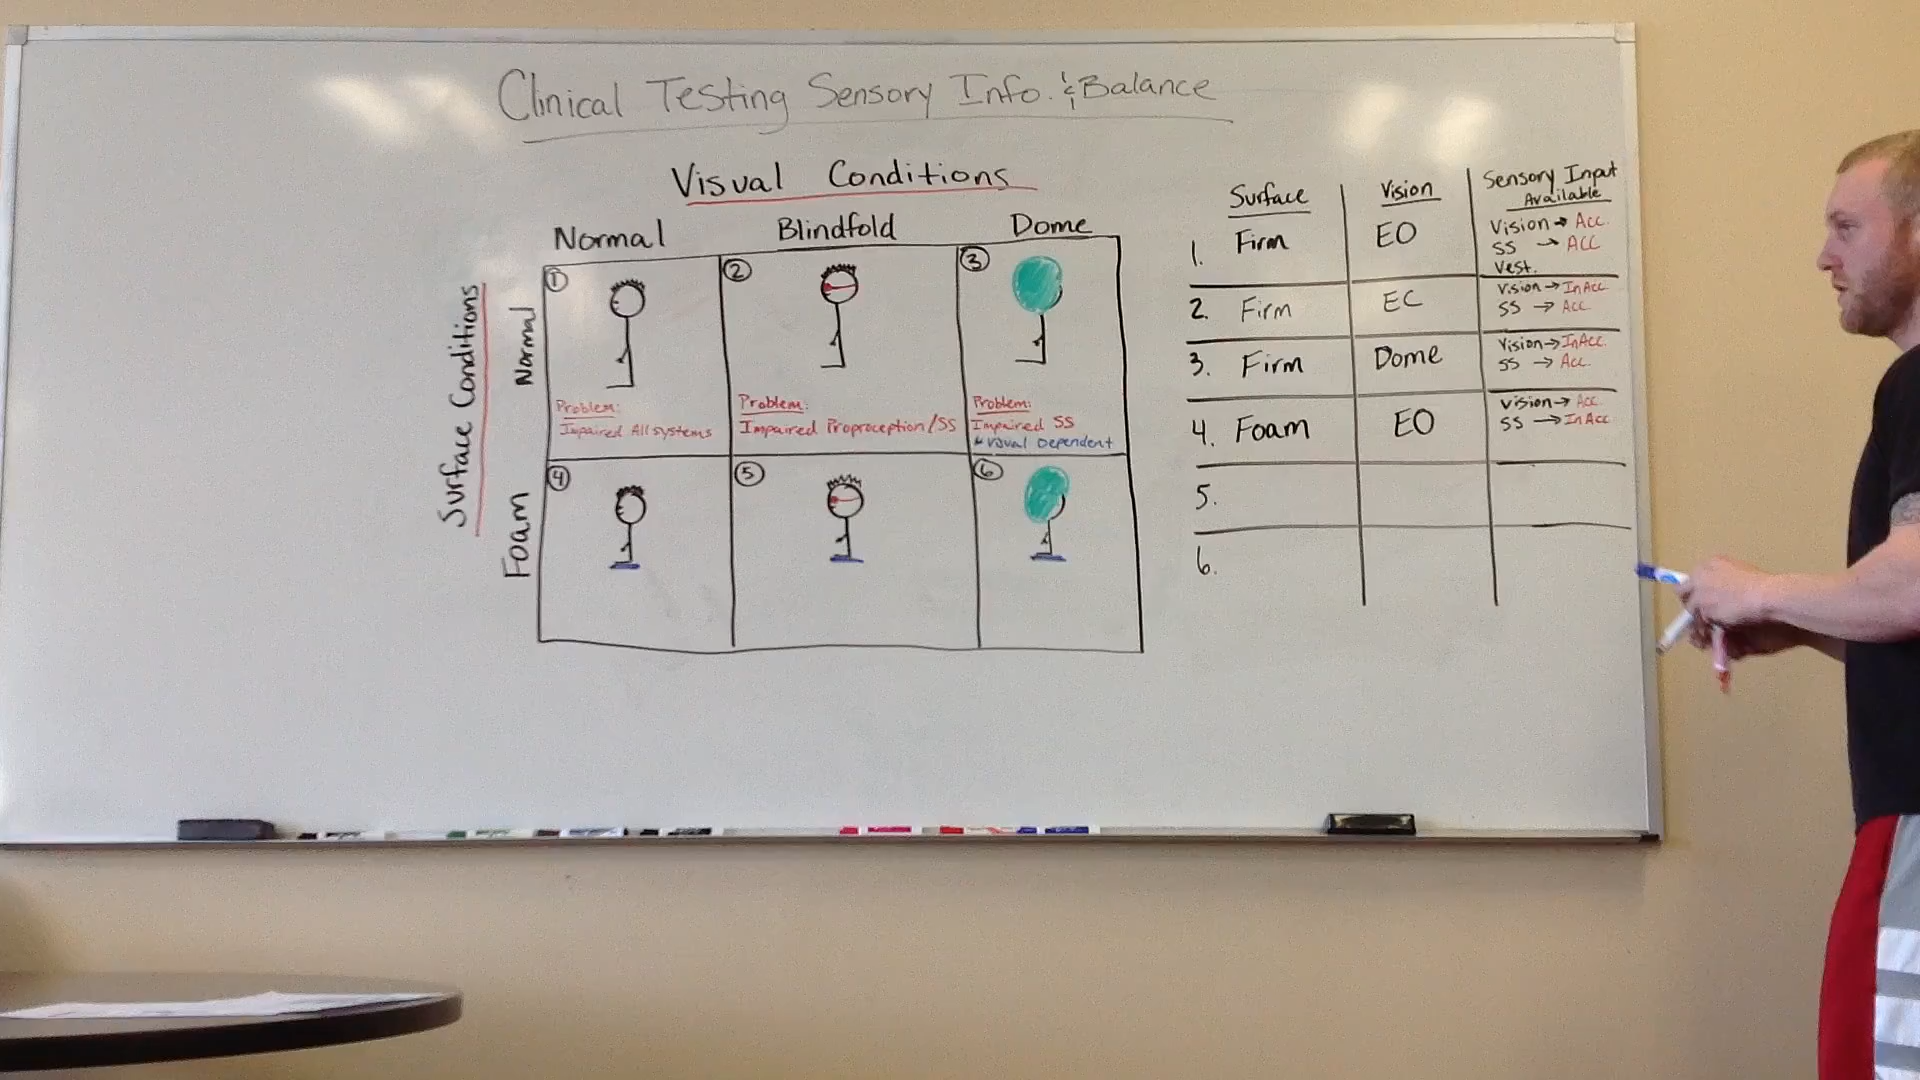 Clinical Testing Sensory Info. & Balance
Visual Conditions
Normal
Blindfold
Dome
Surface Conditions
Normal
Foam
①
②
③
Problem:
Impaired All systems
Problem:
Impaired Proproception/SS
Problem:
Impaired SS
Visual Dependent
④
⑤
⑥
Surface Vision Sensory Input Available
1. Firm EO Vision → Acc.
SS → ACC
Vest.
2. Firm EC Vision → InAcc
SS → Acc
3. Firm Dome Vision → InAcc.
SS → Acc.
4. Foam EO Vision → Acc.
SS → InAcc
5.
6.